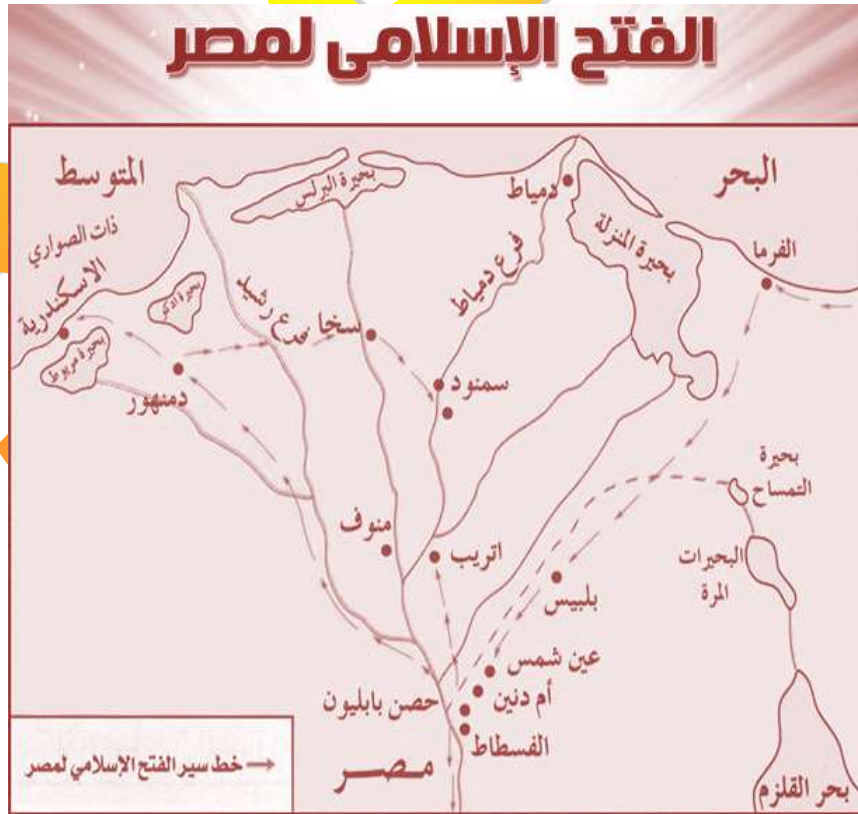 الفتح الإسلامى لمصر
البحر
المتوسط
بحيرة البرلس
دمياط
بحيرة المنزلة
الفرما
ذات الصواري
الاسكندرية
بحيرة ادكو
فرع رشيد
فرع دمياط
سخا
بحيرة مريوط
دمنهور
سمنود
بحيرة
التمساح
منوف
اتريب
البحيرات
المرة
بلبيس
عين شمس
أم دنين
حصن بابليون
الفسطاط
مصر
بحر القلزم
خط سير الفتح الإسلامي لمصر